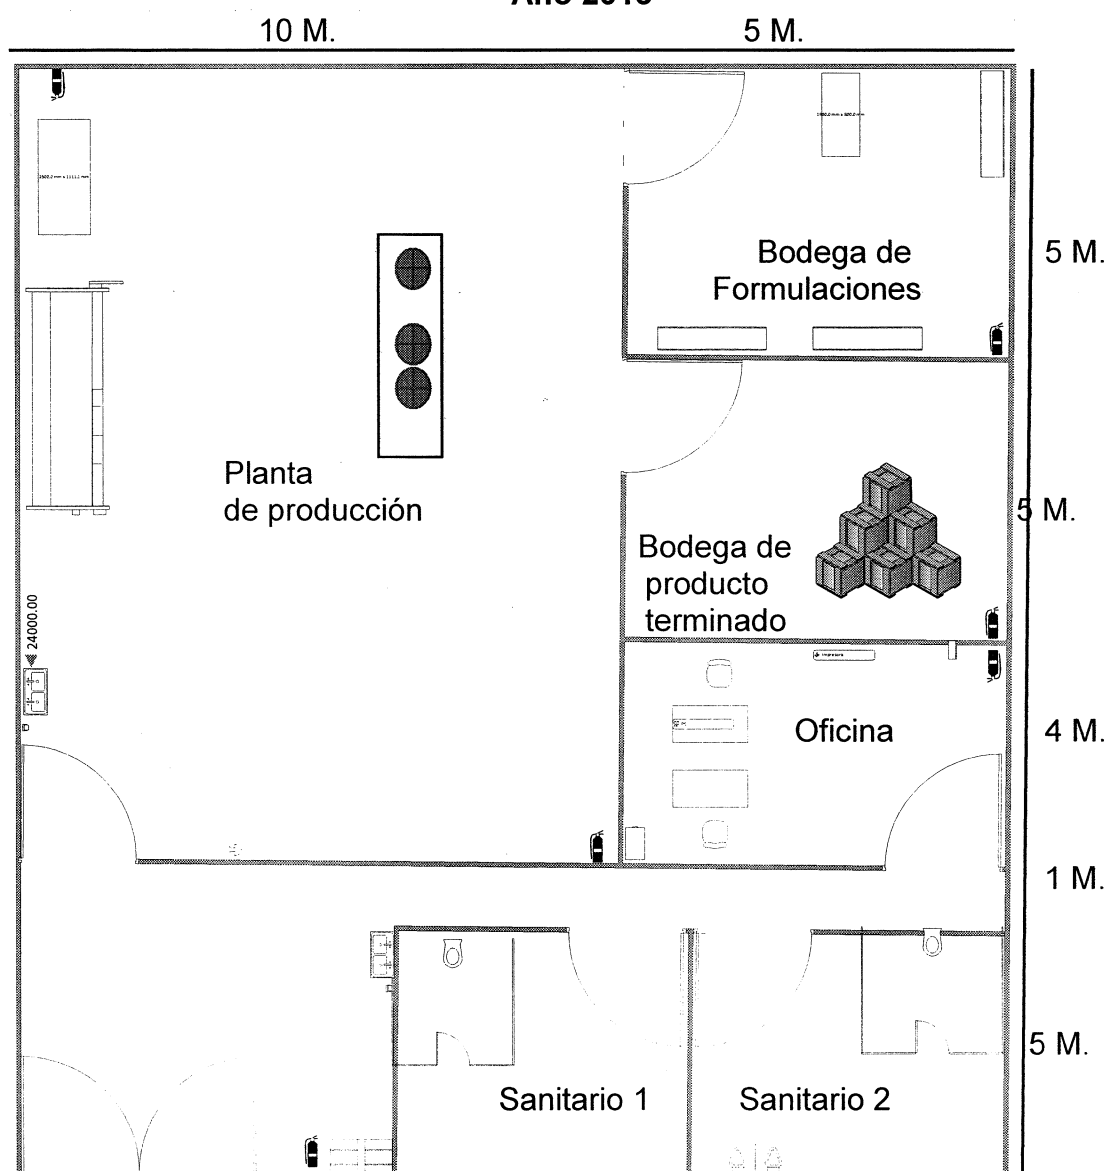 10 M.
5 M.
5 M.
Bodega de
Formulaciones
Planta
de producción
5 M.
Bodega de
producto
terminado
24000.00
Impresora
Oficina
4 M.
1 M.
5 M.
Sanitario 1
Sanitario 2